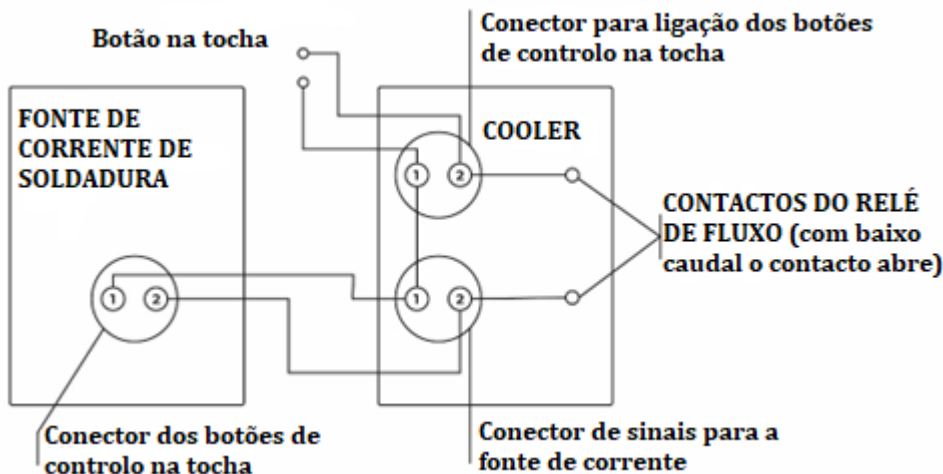 Botão na tocha
Conector para ligação dos botões
de controlo na tocha
FONTE DE
CORRENTE DE
SOLDADURA
COOLER
1
2
CONTACTOS DO RELÉ
DE FLUXO (com baixo
caudal o contacto abre)
1
2
1
2
Conector dos botões de
controlo na tocha
Conector de sinais para a
fonte de corrente